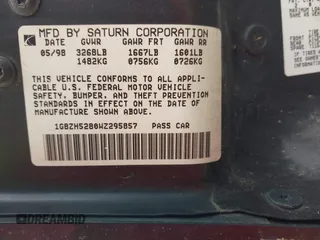 MFD BY SATURN CORPORATION
DATE GVWR GAWR FRT GAWR RR
05/98 3268LB 1667LB 1601LB
1482KG 0756KG 0726KG
THIS VEHICLE CONFORMS TO ALL APPLI-
CABLE U.S. FEDERAL MOTOR VEHICLE
SAFETY, BUMPER, AND THEFT PREVENTION
STANDARDS IN EFFECT ON THE DATE OF
MANUFACTURE SHOWN ABOVE.
1G8ZH5280WZ295857 PASS CAR
DREAMBID